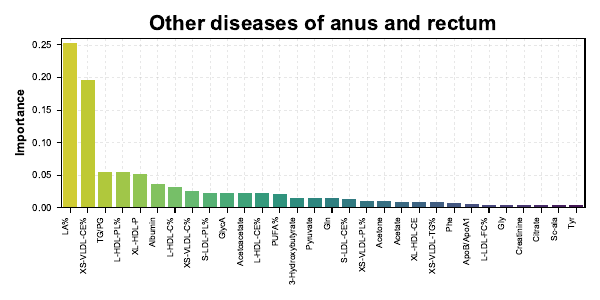 Other diseases of anus and rectum
Importance
0.25
0.20
0.15
0.10
0.05
0.00
LA%
XS-VLDL-CE%
TG/PG
L-HDL-PL%
XL-HDL-P
Albumin
L-HDL-C%
XS-VLDL-C%
S-LDL-PL%
GlycA
Acetoacetate
L-HDL-CE%
PUFA%
3-Hydroxybutyrate
Pyruvate
Gln
S-LDL-CE%
XS-VLDL-PL%
Acetone
Acetate
XL-HDL-CE
XS-VLDL-TG%
Phe
ApoB/ApoA1
L-LDL-FC%
Gly
Creatinine
Citrate
Sc-ala
Tyr